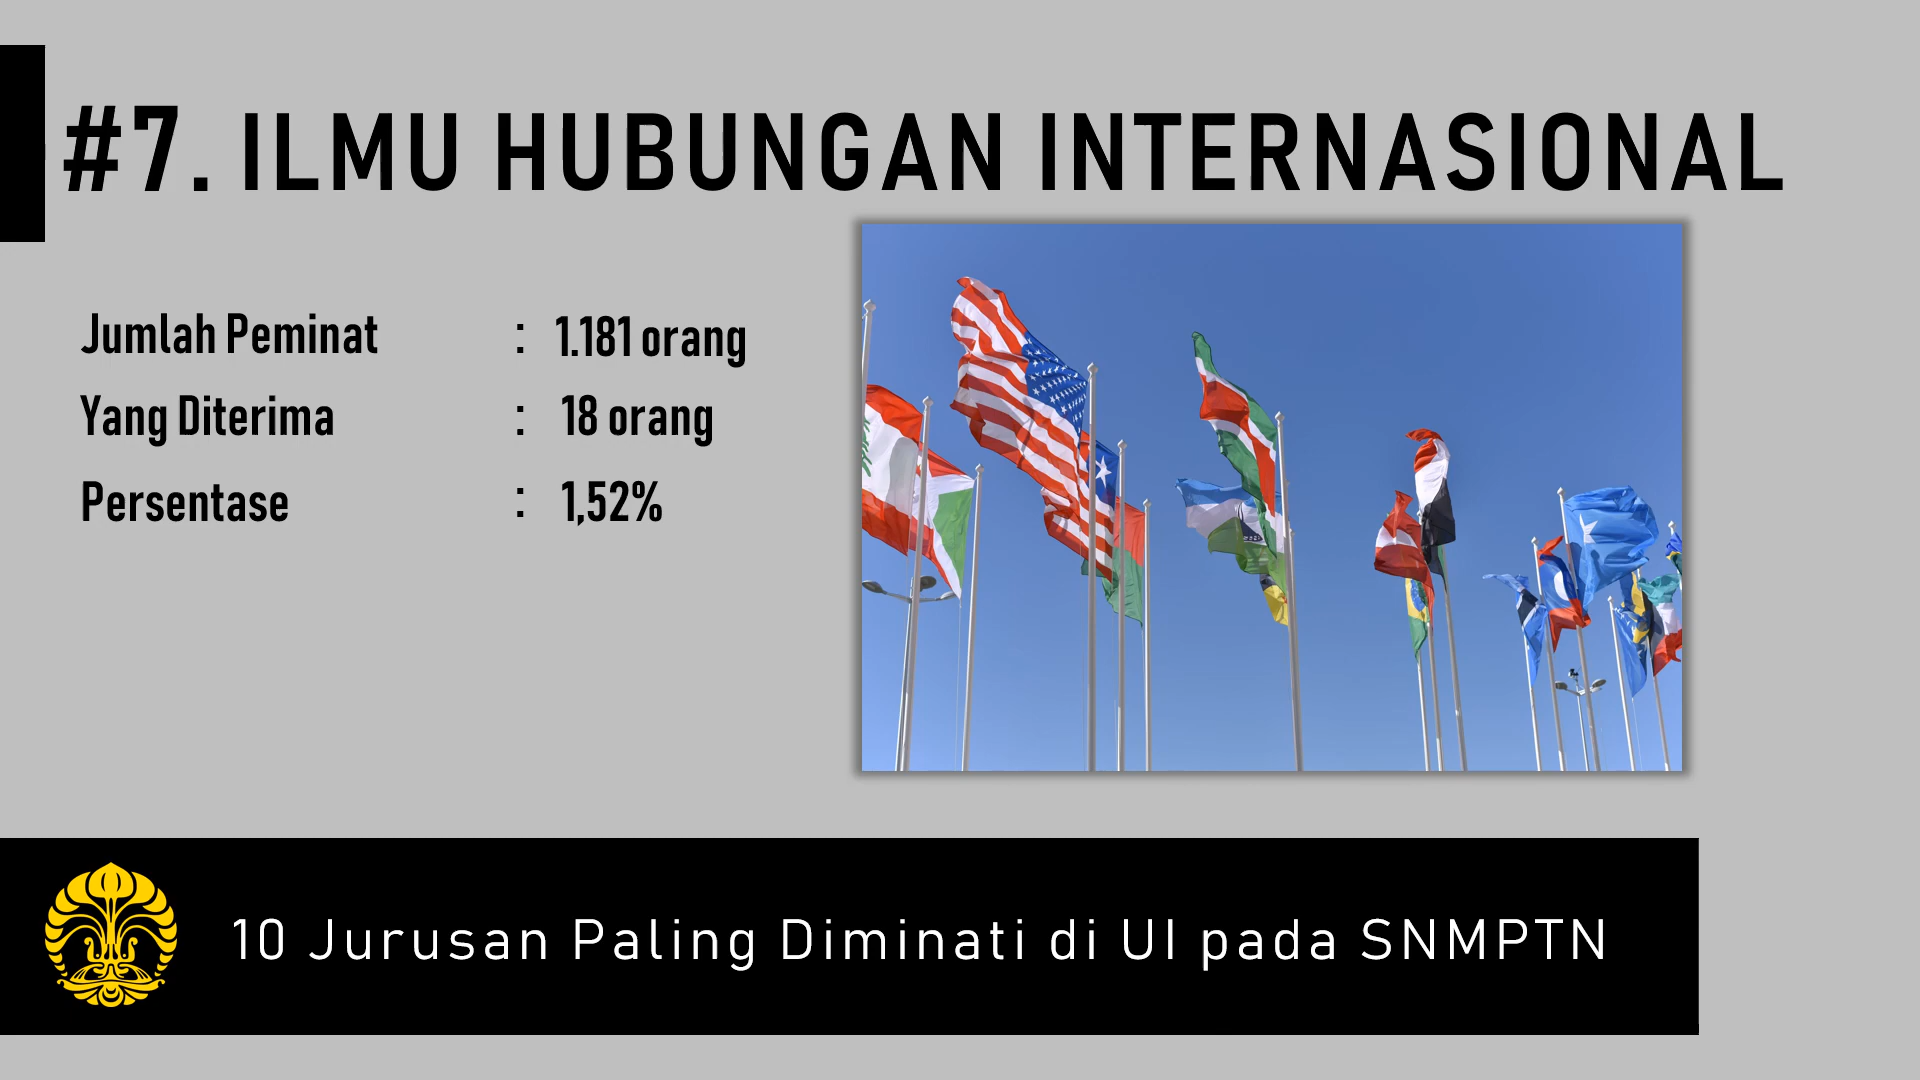 #7. ILMU HUBUNGAN INTERNASIONAL
Jumlah Peminat : 1.181 orang
Yang Diterima : 18 orang
Persentase : 1,52%
10 Jurusan Paling Diminati di UI pada SNMPTN